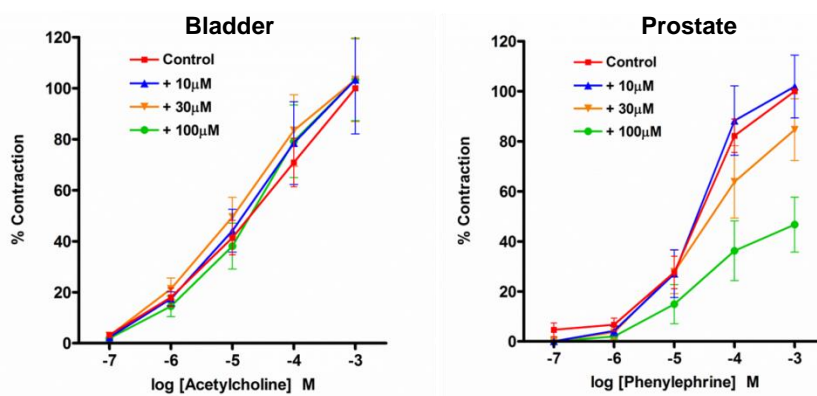 Bladder
Control
+ 10μM
+ 30μM
+ 100μM
% Contraction
120
100
80
60
40
20
0
-7 -6 -5 -4 -3
log [Acetylcholine] M
Prostate
Control
+ 10μM
+ 30μM
+ 100μM
% Contraction
120
100
80
60
40
20
0
-7 -6 -5 -4 -3
log [Phenylephrine] M